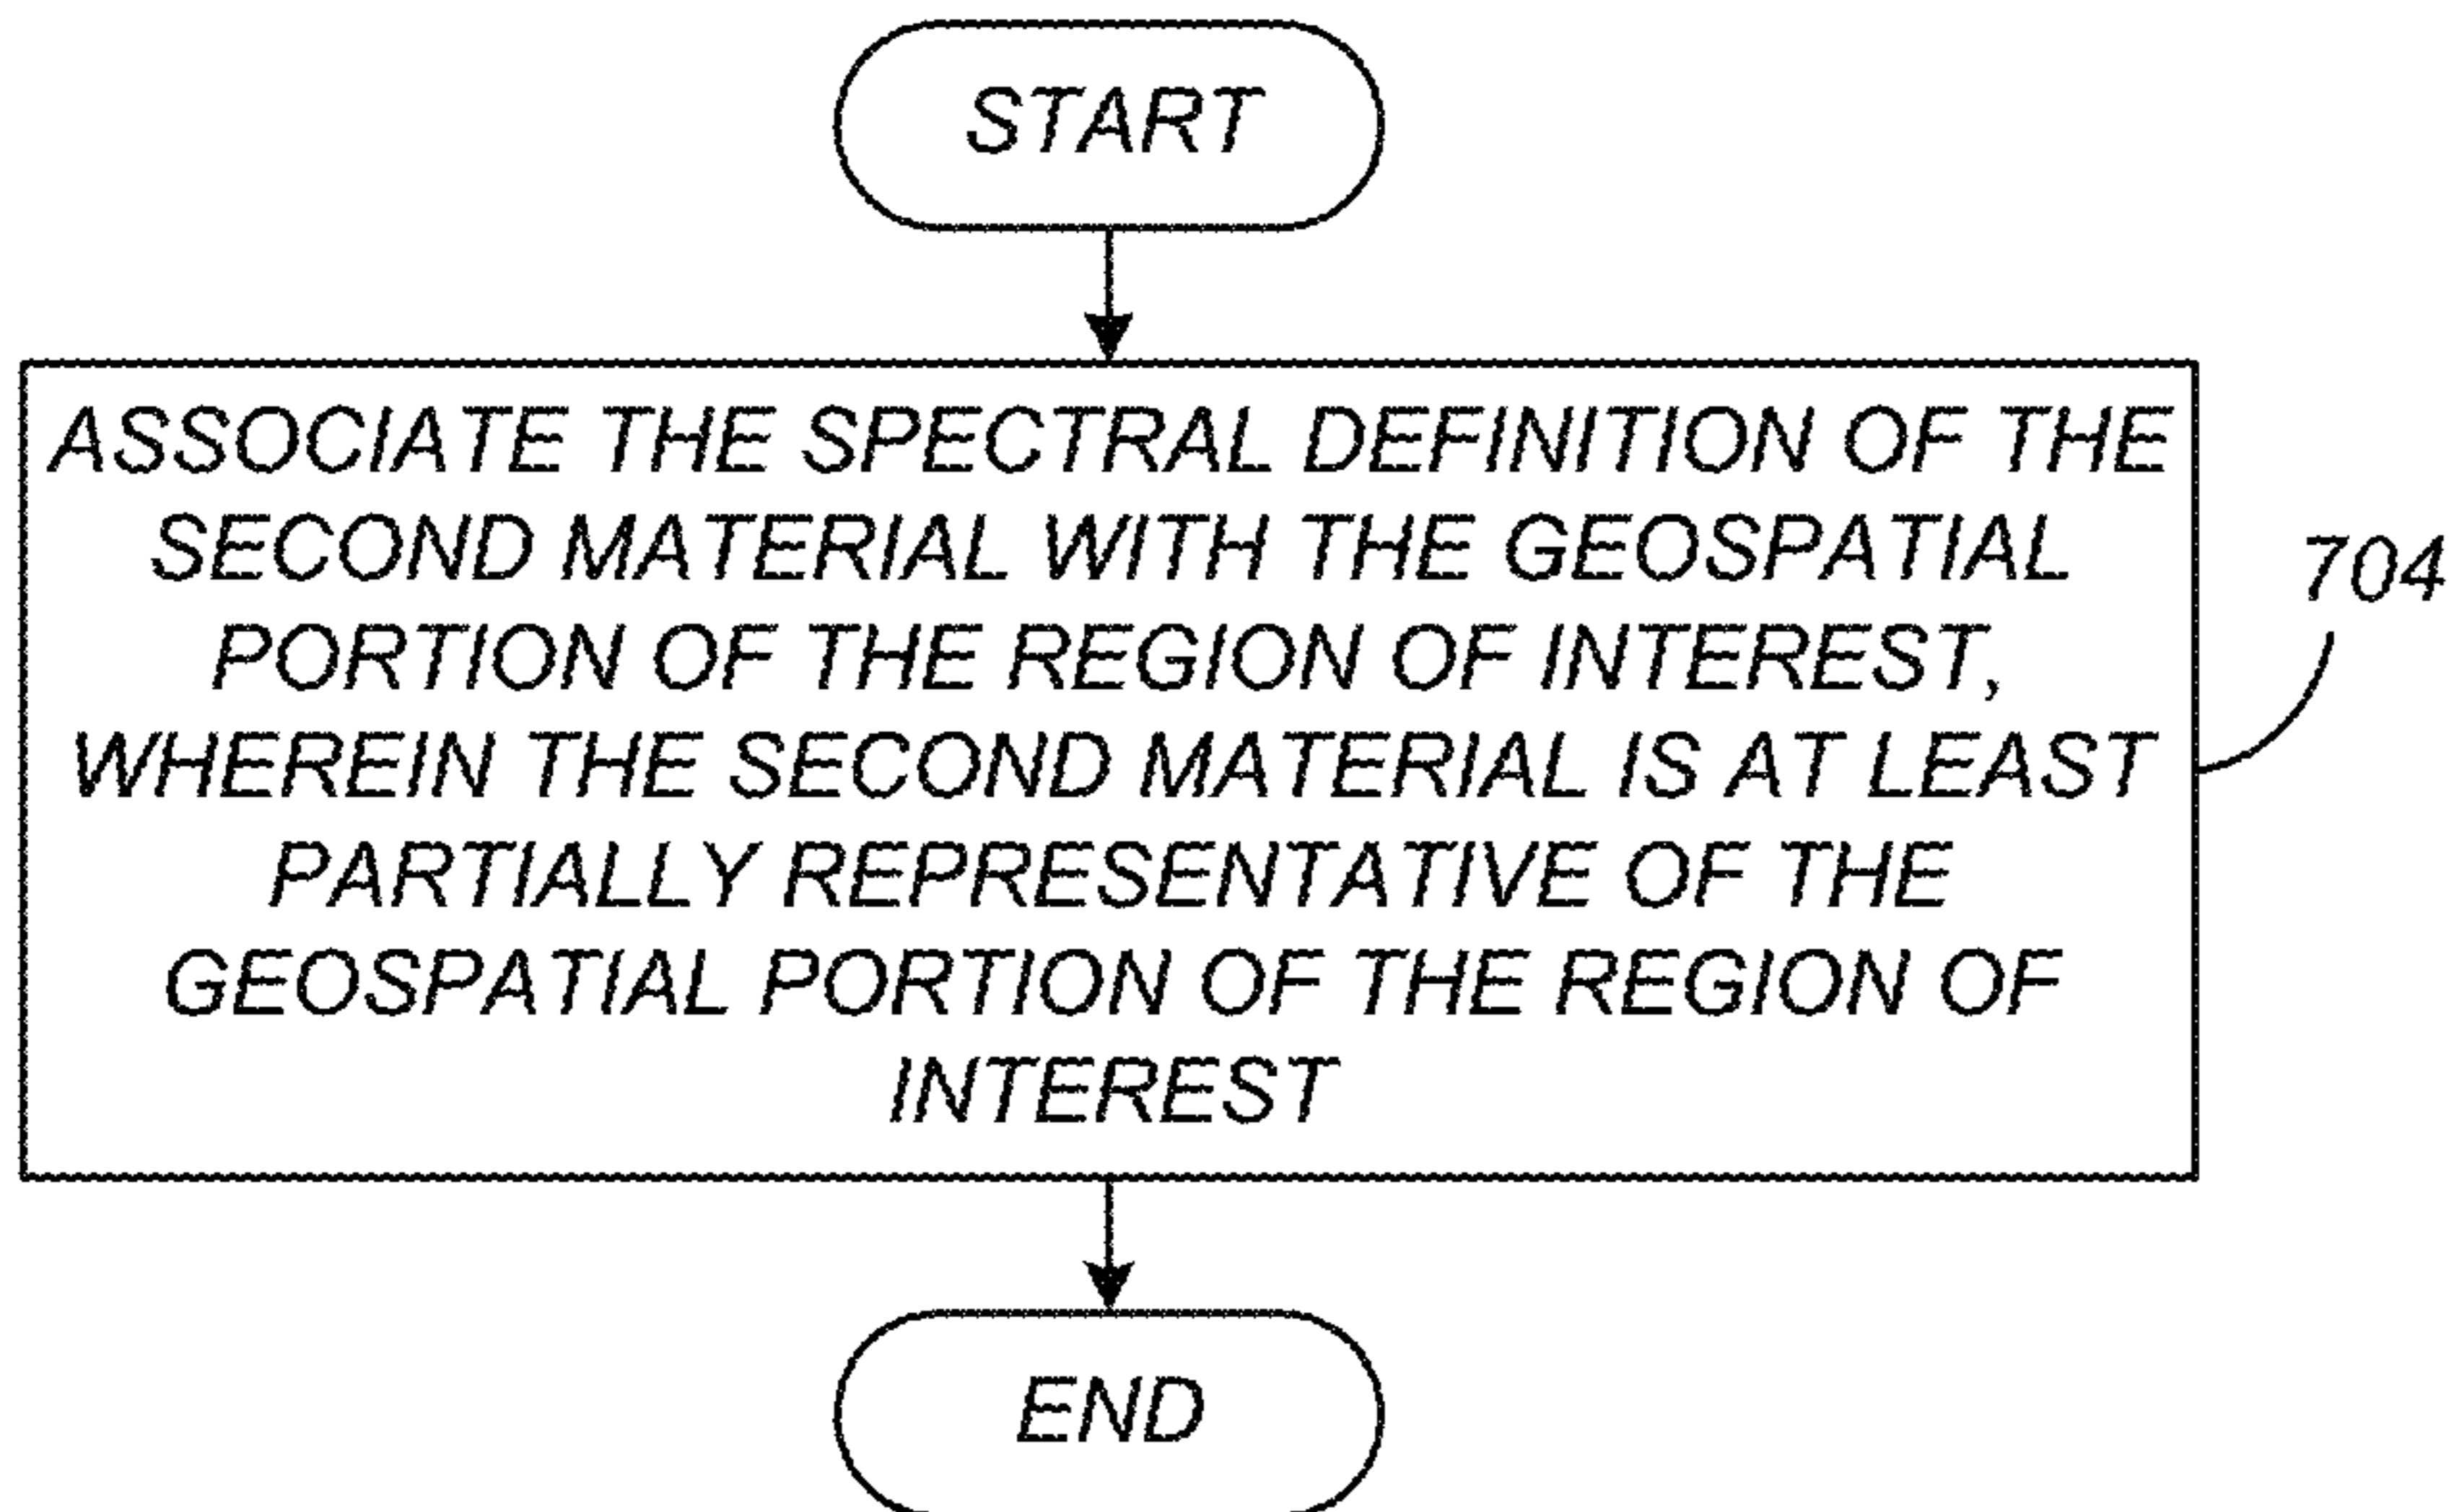 START
ASSOCIATE THE SPECTRAL DEFINITION OF THE
SECOND MATERIAL WITH THE GEOSPATIAL
PORTION OF THE REGION OF INTEREST,
WHEREIN THE SECOND MATERIAL IS AT LEAST
PARTIALLY REPRESENTATIVE OF THE
GEOSPATIAL PORTION OF THE REGION OF
INTEREST
704
END